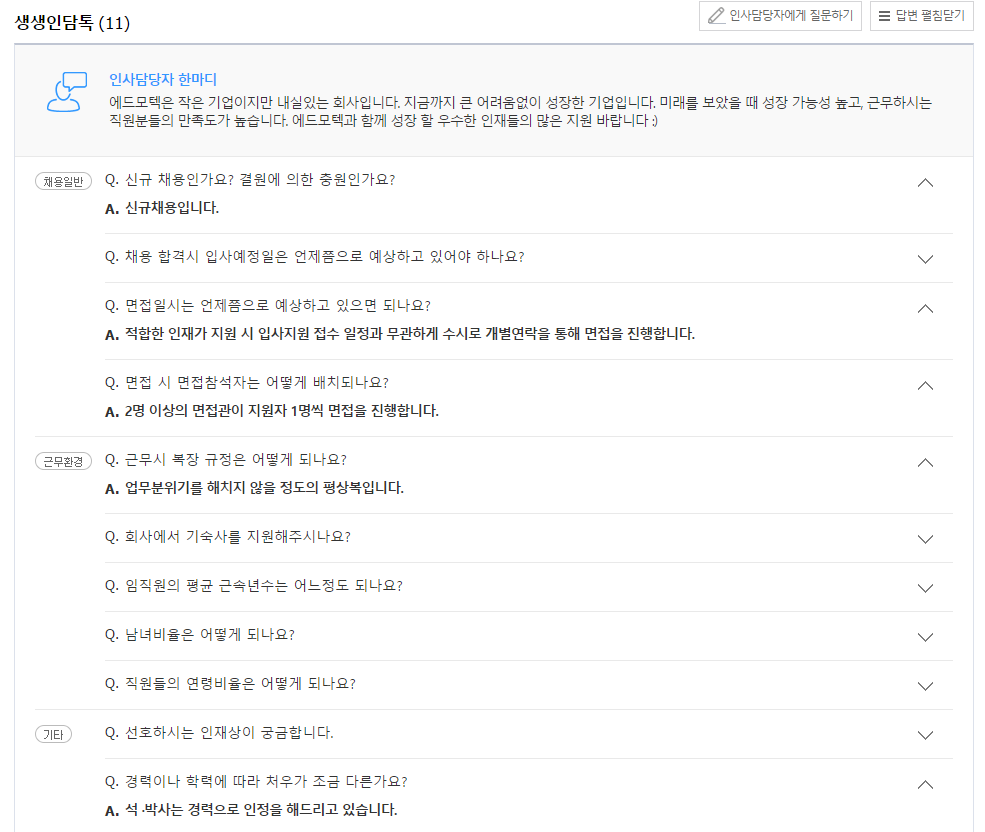 생생인담톡 (11)
인사담당자에게 질문하기
답변 펼침닫기
인사담당자 한마디
에드모텍은 작은 기업이지만 내실있는 회사입니다. 지금까지 큰 어려움없이 성장한 기업입니다. 미래를 보았을 때 성장 가능성 높고, 근무하시는
직원분들의 만족도가 높습니다. 에드모텍과 함께 성장 할 우수한 인재들의 많은 지원 바랍니다 :)
채용일반
Q. 신규 채용인가요? 결원에 의한 충원인가요?
A. 신규채용입니다.
Q. 채용 합격시 입사예정일은 언제쯤으로 예상하고 있어야 하나요?
Q. 면접일시는 언제쯤으로 예상하고 있으면 되나요?
A. 적합한 인재가 지원 시 입사지원 접수 일정과 무관하게 수시로 개별연락을 통해 면접을 진행합니다.
Q. 면접 시 면접참석자는 어떻게 배치되나요?
A. 2명 이상의 면접관이 지원자 1명씩 면접을 진행합니다.
근무환경
Q. 근무시 복장 규정은 어떻게 되나요?
A. 업무분위기를 해치지 않을 정도의 평상복입니다.
Q. 회사에서 기숙사를 지원해주시나요?
Q. 임직원의 평균 근속년수는 어느정도 되나요?
Q. 남녀비율은 어떻게 되나요?
Q. 직원들의 연령비율은 어떻게 되나요?
기타
Q. 선호하시는 인재상이 궁금합니다.
Q. 경력이나 학력에 따라 처우가 조금 다른가요?
A. 석·박사는 경력으로 인정을 해드리고 있습니다.